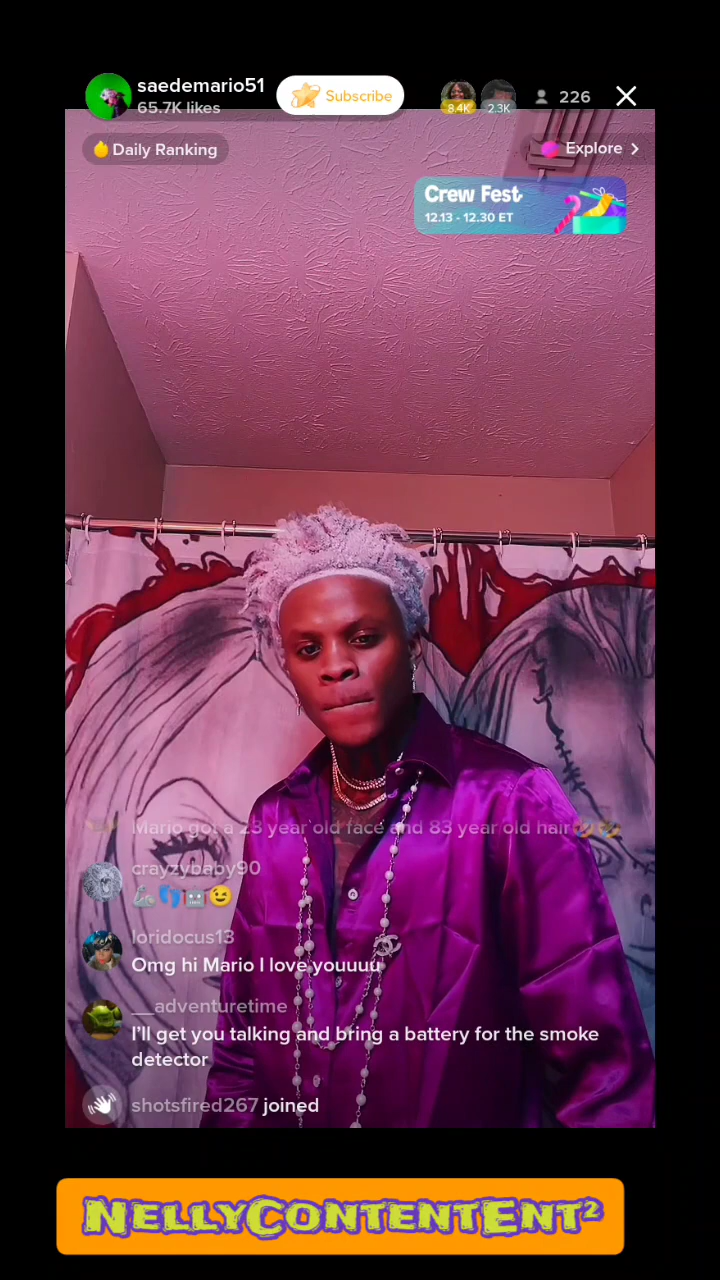 saedemario51
65.7K likes
Subscribe
8.4K
2.3K
226
Daily Ranking
Explore
Crew Fest
12.13 - 12.30 ET
Mario got a 23 year old face and 83 year old hair
crayzybaby90
loridocus13
Omg hi Mario I love youuuu
__adventuretime
I'll get you talking and bring a battery for the smoke
detector
shotsfired267 joined
NELLYCONTENTENT²